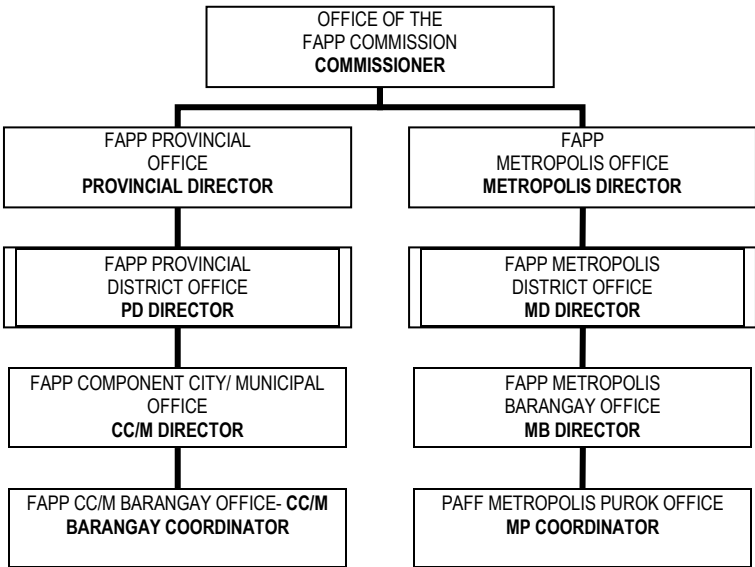 OFFICE OF THE
FAPP COMMISSION
COMMISSIONER
FAPP PROVINCIAL
OFFICE
PROVINCIAL DIRECTOR
FAPP
METROPOLIS OFFICE
METROPOLIS DIRECTOR
FAPP PROVINCIAL
DISTRICT OFFICE
PD DIRECTOR
FAPP METROPOLIS
DISTRICT OFFICE
MD DIRECTOR
FAPP COMPONENT CITY/ MUNICIPAL
OFFICE
CC/M DIRECTOR
FAPP METROPOLIS
BARANGAY OFFICE
MB DIRECTOR
FAPP CC/M BARANGAY OFFICE- CC/M
BARANGAY COORDINATOR
PAFF METROPOLIS PUROK OFFICE
MP COORDINATOR